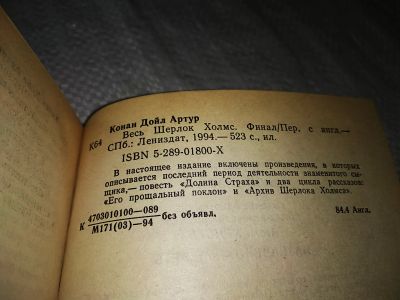 Конан Дойл Артур
К64
Весь Шерлок Холмс. Финал/Пер. с англ.—
СПб.: Лениздат, 1994.— 523 с., ил.
ISBN 5-289-01800-X
В настоящее издание включены произведения, в которых
описывается последний период деятельности знаменитого сы-
щика,— повесть «Долина Страха» и два цикла рассказов:
«Его прощальный поклон» и «Архив Шерлока Холмса».
К 4703010100—089
М171(03)—94 без объявл.
84.4 Англ.